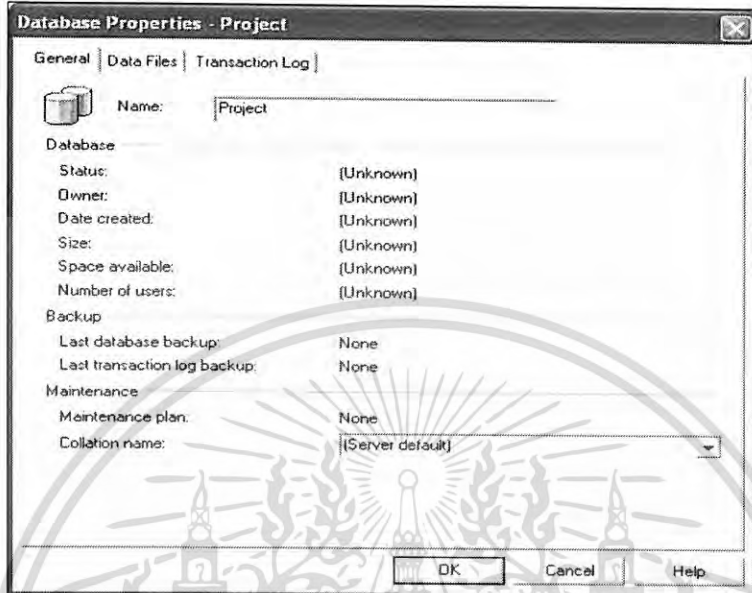 Database Properties - Project
General Data Files Transaction Log
Name: Project
Database
Status: (Unknown)
Owner: (Unknown)
Date created: (Unknown)
Size: (Unknown)
Space available: (Unknown)
Number of users: (Unknown)
Backup
Last database backup: None
Last transaction log backup: None
Maintenance
Maintenance plan: None
Collation name: (Server default)
OK Cancel Help